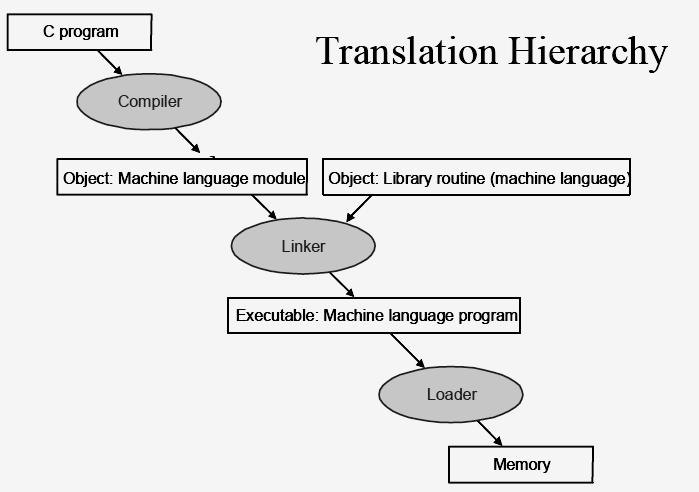 C program
Translation Hierarchy
Compiler
Object: Machine language module
Object: Library routine (machine language)
Linker
Executable: Machine language program
Loader
Memory